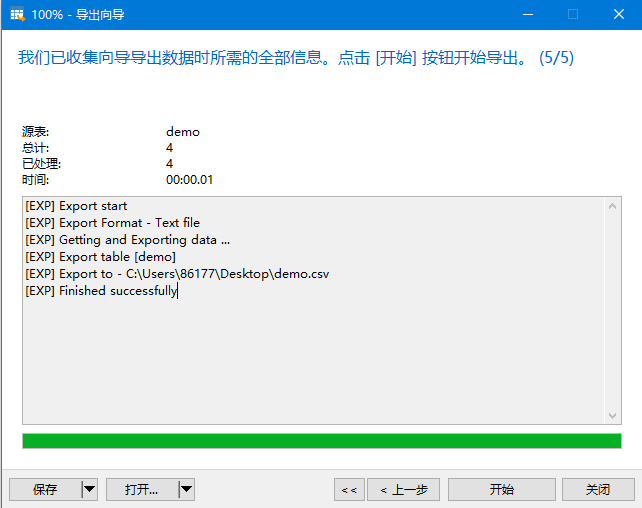 100% - 导出向导
我们已收集向导导出数据时所需的全部信息。点击 [开始] 按钮开始导出。 (5/5)
源表: demo
总计: 4
已处理: 4
时间: 00:00.01
[EXP] Export start
[EXP] Export Format - Text file
[EXP] Getting and Exporting data ...
[EXP] Export table [demo]
[EXP] Export to - C:\Users\86177\Desktop\demo.csv
[EXP] Finished successfully
保存 打开... << < 上一步 开始 关闭